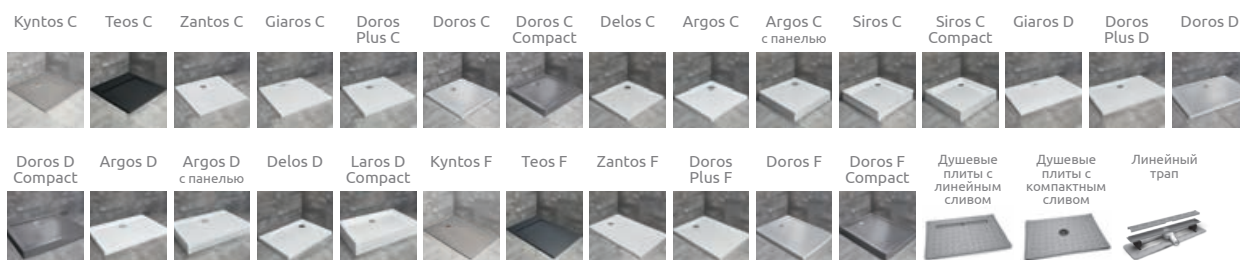 Kyntos C
Teos C
Zantos C
Giaros C
Doros
Plus C
Doros C
Doros C
Compact
Delos C
Argos C
Argos C
с панелью
Siros C
Siros C
Compact
Giaros D
Doros
Plus D
Doros D
Doros D
Compact
Argos D
Argos D
с панелью
Delos D
Laros D
Compact
Kyntos F
Teos F
Zantos F
Doros
Plus F
Doros F
Doros F
Compact
Душевые
плиты с
линейным
сливом
Душевые
плиты с
компактным
сливом
Линейный
трап